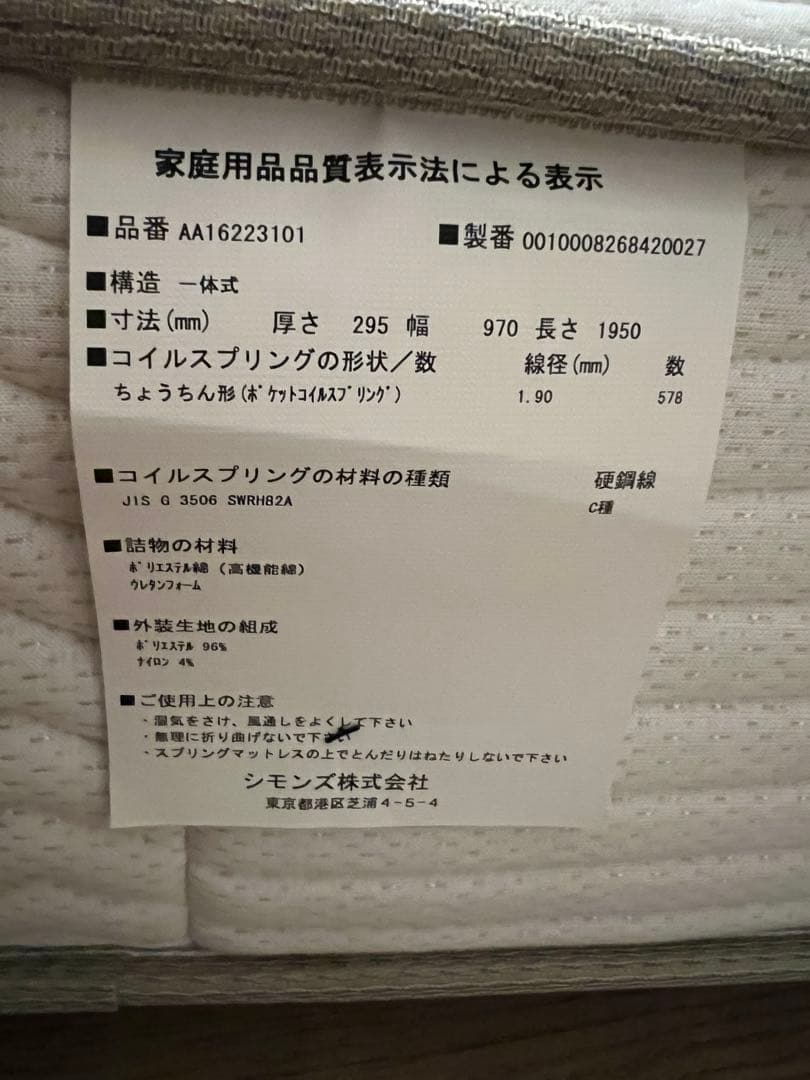 家庭用品品質表示法による表示
■品番 AA16223101 ■製番 0010008268420027
■構造 一体式
■寸法(mm) 厚さ 295 幅 970 長さ 1950
■コイルスプリングの形状／数 線径(mm) 数
ちょうちん形(ﾎﾟｹｯﾄｺｲﾙｽﾌﾟﾘﾝｸﾞ) 1.90 578
■コイルスプリングの材料の種類 硬鋼線
JIS G 3506 SWRH82A C種
■詰物の材料
ﾎﾟﾘｴｽﾃﾙ綿 (高機能綿)
ｳﾚﾀﾝﾌｫｰﾑ
■外装生地の組成
ﾎﾟﾘｴｽﾃﾙ 96%
ﾅｲﾛﾝ 4%
■ご使用上の注意
・湿気をさけ、風通しをよくして下さい
・無理に折り曲げないで下さい
・スプリングマットレスの上でとんだりはねたりしないで下さい
シモンズ株式会社
東京都港区芝浦4-5-4